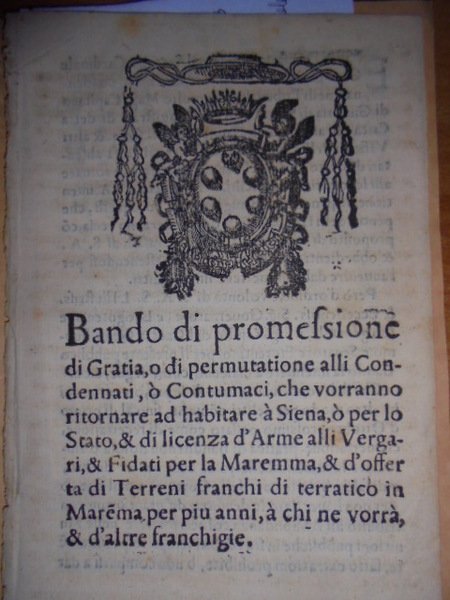 Bando di promeſsione
di Gratia, o di permutatione alli Con-
dennati, ò Contumaci, che vorranno
ritornare ad habitare à Siena, ò per lo
Stato, & di licenza d'Arme alli Verga-
ri, & Fidati per la Maremma, & d'offer
ta di Terreni franchi di terratico in
Marēma, per piu anni, à chi ne vorrà,
& d'altre franchigie.